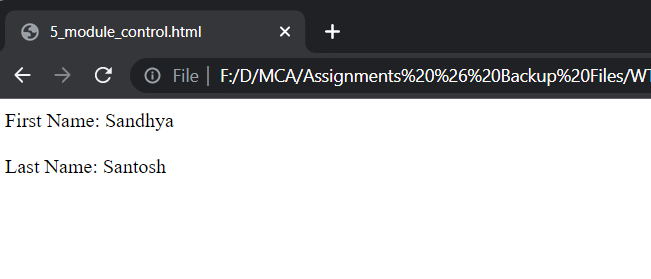 5_module_control.html
File F:/D/MCA/Assignments%20%26%20Backup%20Files/WT
First Name: Sandhya
Last Name: Santosh